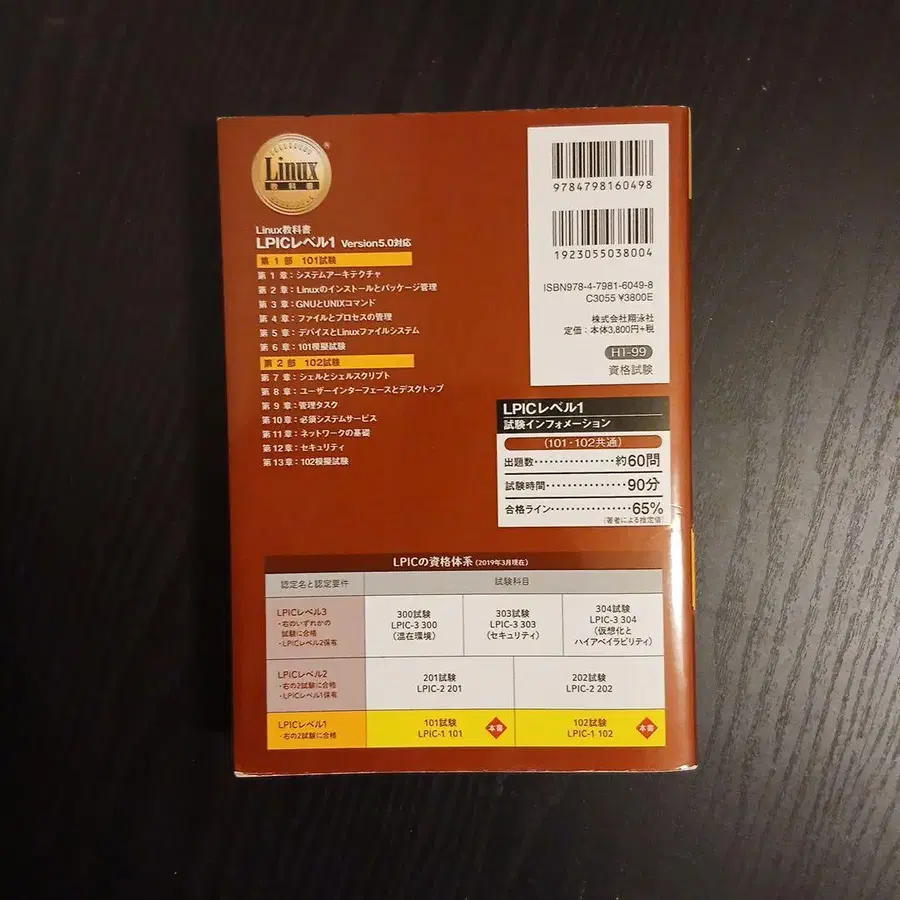 Linux
教科書
®
Linux教科書
LPICレベル1 Version5.0対応
第1部 101試験
第1章：システムアーキテクチャ
第2章：Linuxのインストールとパッケージ管理
第3章：GNUとUNIXコマンド
第4章：ファイルとプロセスの管理
第5章：デバイスとLinuxファイルシステム
第6章：101模擬試験
第2部 102試験
第7章：シェルとシェルスクリプト
第8章：ユーザーインターフェースとデスクトップ
第9章：管理タスク
第10章：必須システムサービス
第11章：ネットワークの基礎
第12章：セキュリティ
第13章：102模擬試験
9784798160498
1923055038004
ISBN978-4-7981-6049-8
C3055 ¥3800E
株式会社翔泳社
定価：本体3,800円+税
H1-99
資格試験
LPICレベル1
試験インフォメーション
（101・102共通）
出題数················約60問
試験時間···············90分
合格ライン···············65%
（著者による推定値）
LPICの資格体系（2019年3月現在）
認定名と認定要件 試験科目
LPICレベル3
・右のいずれかの
試験に合格
・LPICレベル2保有
300試験
LPIC-3 300
（混在環境）
303試験
LPIC-3 303
（セキュリティ）
304試験
LPIC-3 304
（仮想化と
ハイアベイラビリティ）
LPICレベル2
・右の2試験に合格
・LPICレベル1保有
201試験
LPIC-2 201
202試験
LPIC-2 202
LPICレベル1
・右の2試験に合格
101試験
LPIC-1 101
本書
102試験
LPIC-1 102
本書